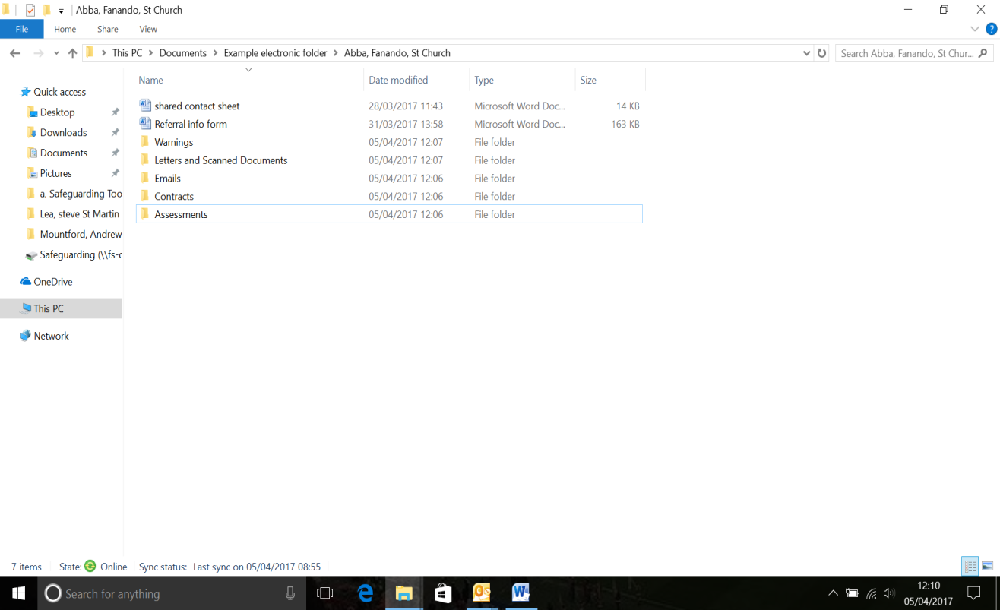 Abba, Fanando, St Church
File Home Share View
This PC Documents Example electronic folder Abba, Fanando, St Church Search Abba, Fanando, St Chur...
Name Date modified Type Size
Quick access
Desktop
Downloads
Documents
Pictures
a, Safeguarding Too
Lea, steve St Martin
Mountford, Andrew
Safeguarding (\\fs-c
OneDrive
This PC
Network
shared contact sheet 28/03/2017 11:43 Microsoft Word Doc... 14 KB
Referral info form 31/03/2017 13:58 Microsoft Word Doc... 163 KB
Warnings 05/04/2017 12:07 File folder
Letters and Scanned Documents 05/04/2017 12:07 File folder
Emails 05/04/2017 12:06 File folder
Contracts 05/04/2017 12:06 File folder
Assessments 05/04/2017 12:06 File folder
7 items State: Online Sync status: Last sync on 05/04/2017 08:55
Search for anything
12:10
05/04/2017